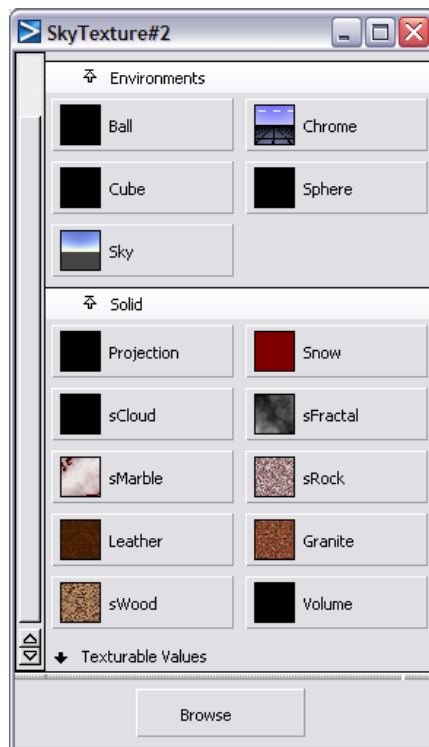 SkyTexture#2
Environments
Ball Chrome
Cube Sphere
Sky
Solid
Projection Snow
sCloud sFractal
sMarble sRock
Leather Granite
sWood Volume
Texturable Values
Browse